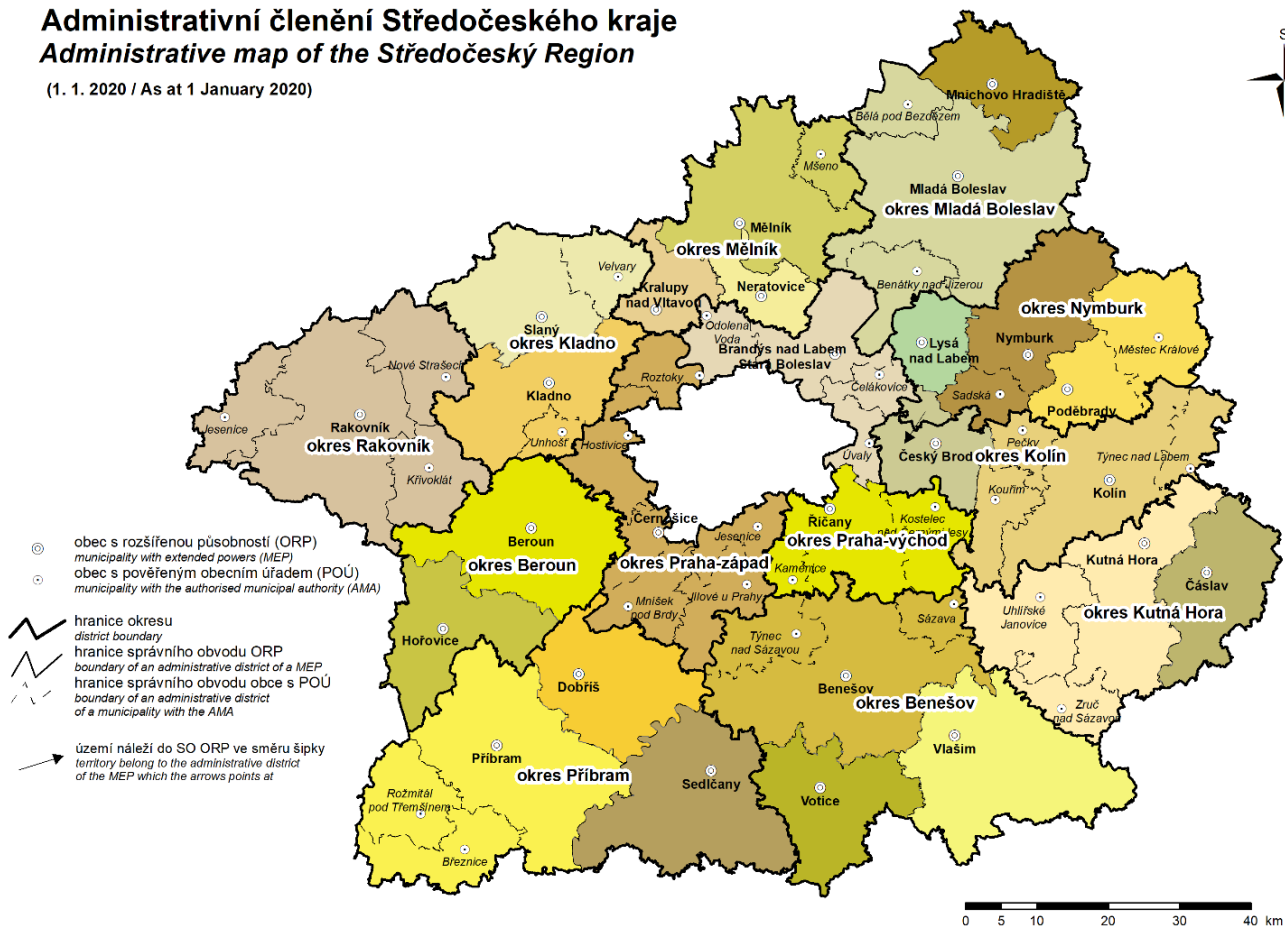 Administrativní členění Středočeského kraje
Administrative map of the Středočeský Region
(1. 1. 2020 / As at 1 January 2020)
S
Mnichovo Hradiště
Bělá pod Bezdězem
Mšeno
Mladá Boleslav
okres Mladá Boleslav
Mělník
okres Mělník
Velvary
Benátky nad Jizerou
Kralupy
nad Vltavou
Neratovice
okres Nymburk
Slaný
okres Kladno
Odolena
Voda
Brandýs nad Labem
Stará Boleslav
Lysá
nad Labem
Nymburk
Městec Králové
Nové Strašecí
Roztoky
Čelákovice
Kladno
Sadská
Poděbrady
Jesenice
Rakovník
okres Rakovník
Unhošť
Hostivice
Úvaly
Český Brod
Pečky
okres Kolín
Týnec nad Labem
Křivoklát
Kouřim
Kolín
Beroun
okres Beroun
Černošice
Jesenice
okres Praha-západ
Říčany
Kostelec
nad Černými lesy
okres Praha-východ
Kamenice
Kutná Hora
Čáslav
okres Kutná Hora
Mníšek
pod Brdy
Jílové u Prahy
Uhlířské
Janovice
Sázava
Hořovice
Týnec
nad Sázavou
Dobříš
Benešov
okres Benešov
Zruč
nad Sázavou
Vlašim
Příbram
okres Příbram
Sedlčany
Votice
Rožmitál
pod Třemšínem
Březnice
obec s rozšířenou působností (ORP)
municipality with extended powers (MEP)
obec s pověřeným obecním úřadem (POÚ)
municipality with the authorised municipal authority (AMA)
hranice okresu
district boundary
hranice správního obvodu ORP
boundary of an administrative district of a MEP
hranice správního obvodu obce s POÚ
boundary of an administrative district
of a municipality with the AMA
území náleží do SO ORP ve směru šipky
territory belong to the administrative district
of the MEP which the arrows points at
0 5 10 20 30 40 km